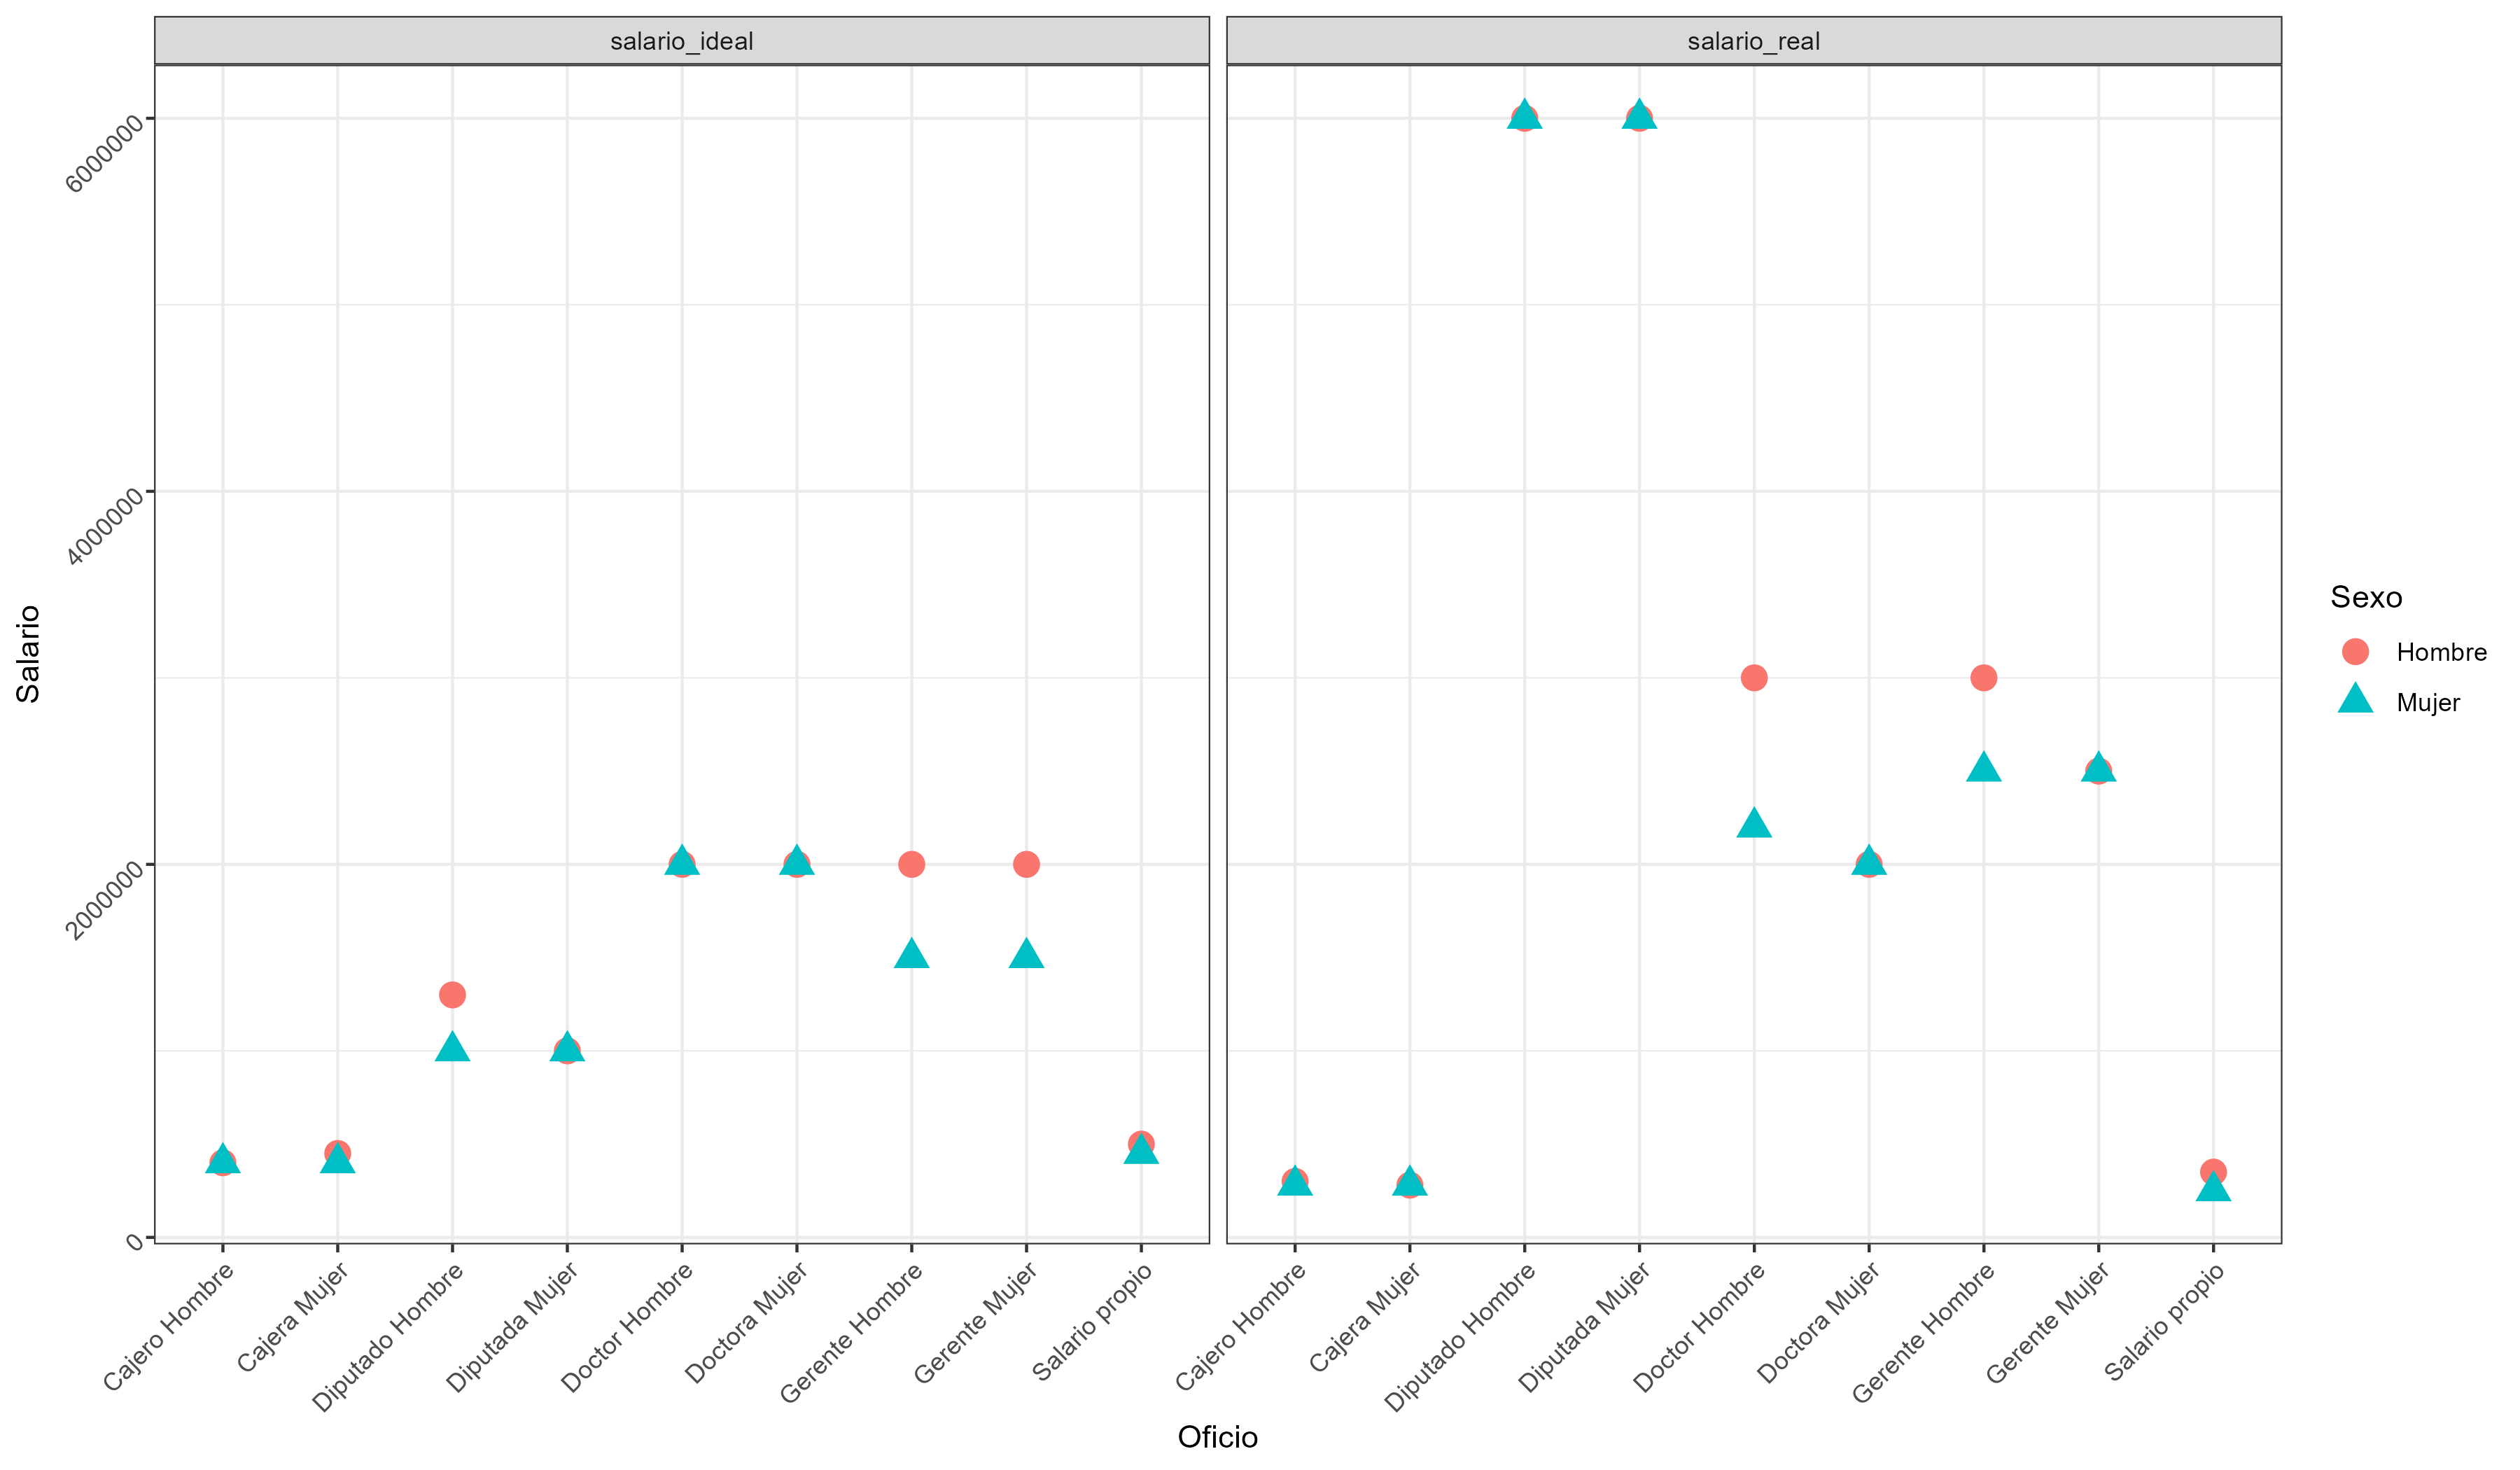 salario_ideal
salario_real
Salario
6000000
4000000
2000000
0
Cajero Hombre
Cajera Mujer
Diputado Hombre
Diputada Mujer
Doctor Hombre
Doctora Mujer
Gerente Hombre
Gerente Mujer
Salario propio
Cajero Hombre
Cajera Mujer
Diputado Hombre
Diputada Mujer
Doctor Hombre
Doctora Mujer
Gerente Hombre
Gerente Mujer
Salario propio
Oficio
Sexo
Hombre
Mujer